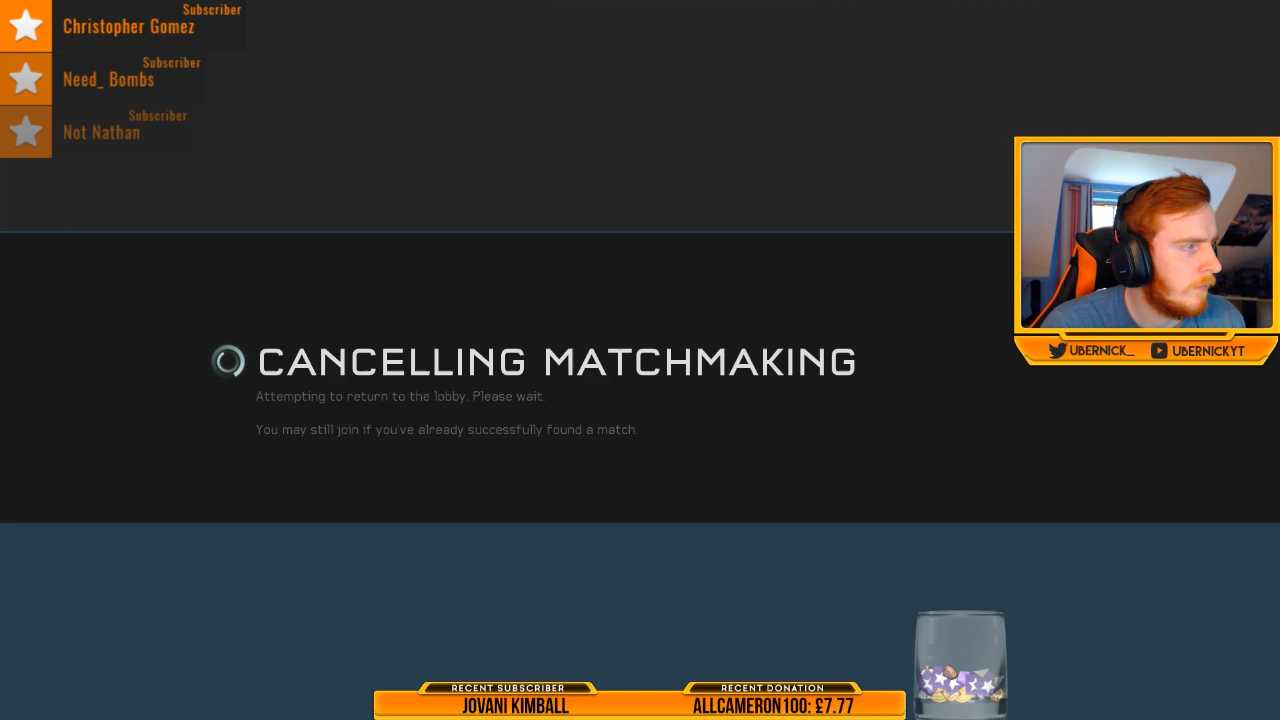 Subscriber
Christopher Gomez
Subscriber
Need_ Bombs
Subscriber
Not Nathan
CANCELLING MATCHMAKING
Attempting to return to the lobby. Please wait.
You may still join if you've already successfully found a match.
UBERNICK_ UBERNICKYT
RECENT SUBSCRIBER
JOVANI KIMBALL
RECENT DONATION
ALLCAMERON100: £7.77